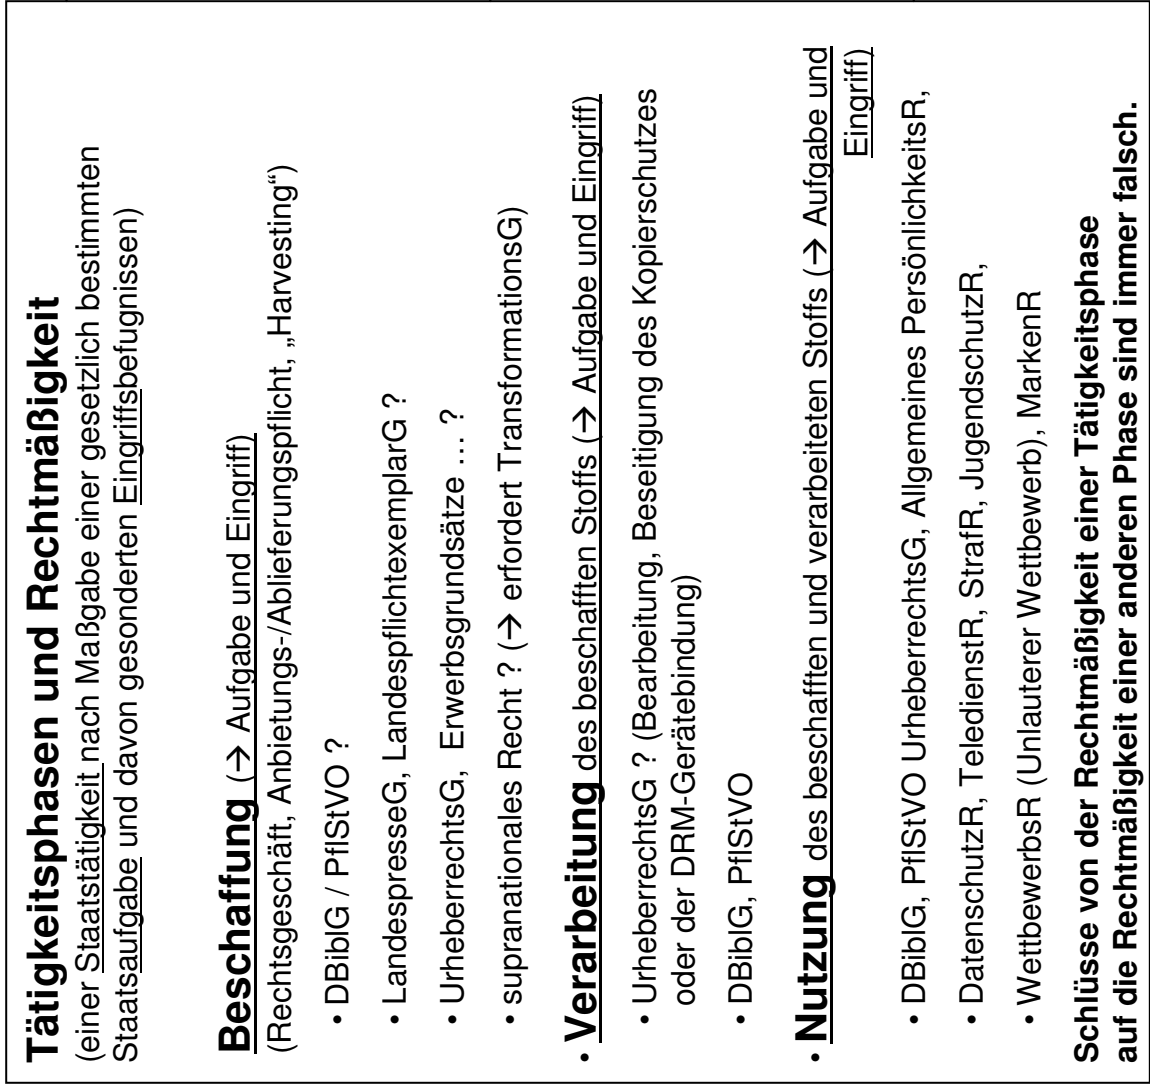 Tätigkeitsphasen und Rechtmäßigkeit
(einer Staatstätigkeit nach Maßgabe einer gesetzlich bestimmten
Staatsaufgabe und davon gesonderten Eingriffsbefugnissen)
Beschaffung (→ Aufgabe und Eingriff)
(Rechtsgeschäft, Anbietungs-/Ablieferungspflicht, „Harvesting“)
• DBiblG / PflStVO ?
• LandespresseG, LandespflichtexemplarG ?
• UrheberrechtsG, Erwerbsgrundsätze … ?
• supranationales Recht ? (→ erfordert TransformationsG)
• Verarbeitung des beschafften Stoffs (→ Aufgabe und Eingriff)
• UrheberrechtsG ? (Bearbeitung, Beseitigung des Kopierschutzes
oder der DRM-Gerätebindung)
• DBiblG, PflStVO
• Nutzung des beschafften und verarbeiteten Stoffs (→ Aufgabe und
Eingriff)
• DBiblG, PflStVO UrheberrechtsG, Allgemeines PersönlichkeitsR,
• DatenschutzR, TeledienstR, StrafR, JugendschutzR,
• WettbewerbsR (Unlauterer Wettbewerb), MarkenR
Schlüsse von der Rechtmäßigkeit einer Tätigkeitsphase
auf die Rechtmäßigkeit einer anderen Phase sind immer falsch.